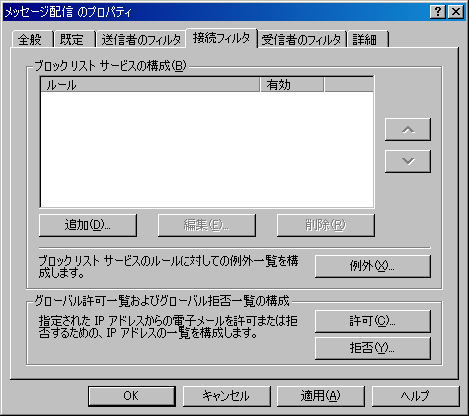 メッセージ配信 のプロパティ
全般 既定 送信者のフィルタ 接続フィルタ 受信者のフィルタ 詳細
ブロック リスト サービスの構成(B)
ルール 有効
追加(D)... 編集(E)... 削除(R)
ブロック リスト サービスのルールに対しての例外一覧を構
成します。
例外(X)...
グローバル許可一覧およびグローバル拒否一覧の構成
指定された IP アドレスからの電子メールを許可または拒
否するための、IP アドレスの一覧を構成します。
許可(C)...
拒否(Y)...
OK キャンセル 適用(A) ヘルプ